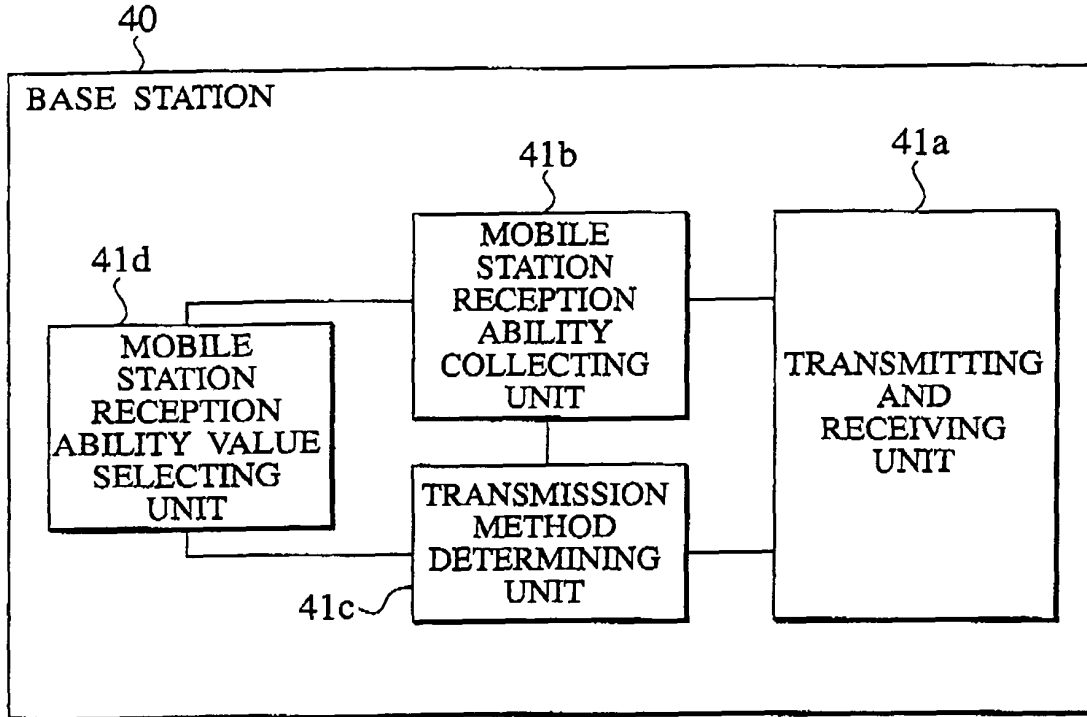 40
BASE STATION
41b
41a
41d
MOBILE
STATION
RECEPTION
ABILITY
COLLECTING
UNIT
MOBILE
STATION
RECEPTION
ABILITY VALUE
SELECTING
UNIT
TRANSMITTING
AND
RECEIVING
UNIT
TRANSMISSION
METHOD
DETERMINING
UNIT
41c